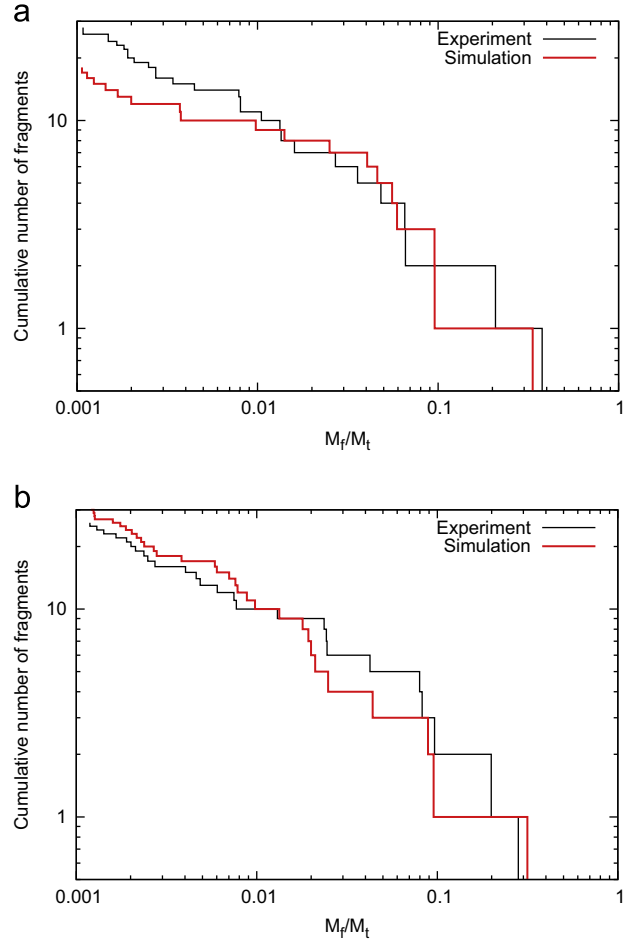 a
Experiment
Simulation
10
1
Cumulative number of fragments
0.001
0.01
0.1
1
M_f/M_t
b
Experiment
Simulation
10
1
Cumulative number of fragments
0.001
0.01
0.1
1
M_f/M_t